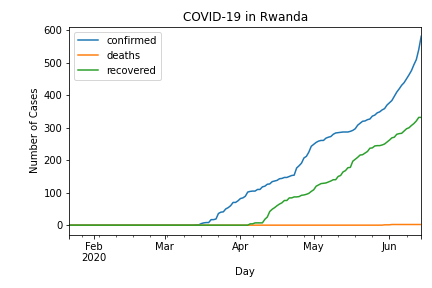 COVID-19 in Rwanda
confirmed
deaths
recovered
Number of Cases
600
500
400
300
200
100
0
Feb Mar Apr May Jun
2020
Day